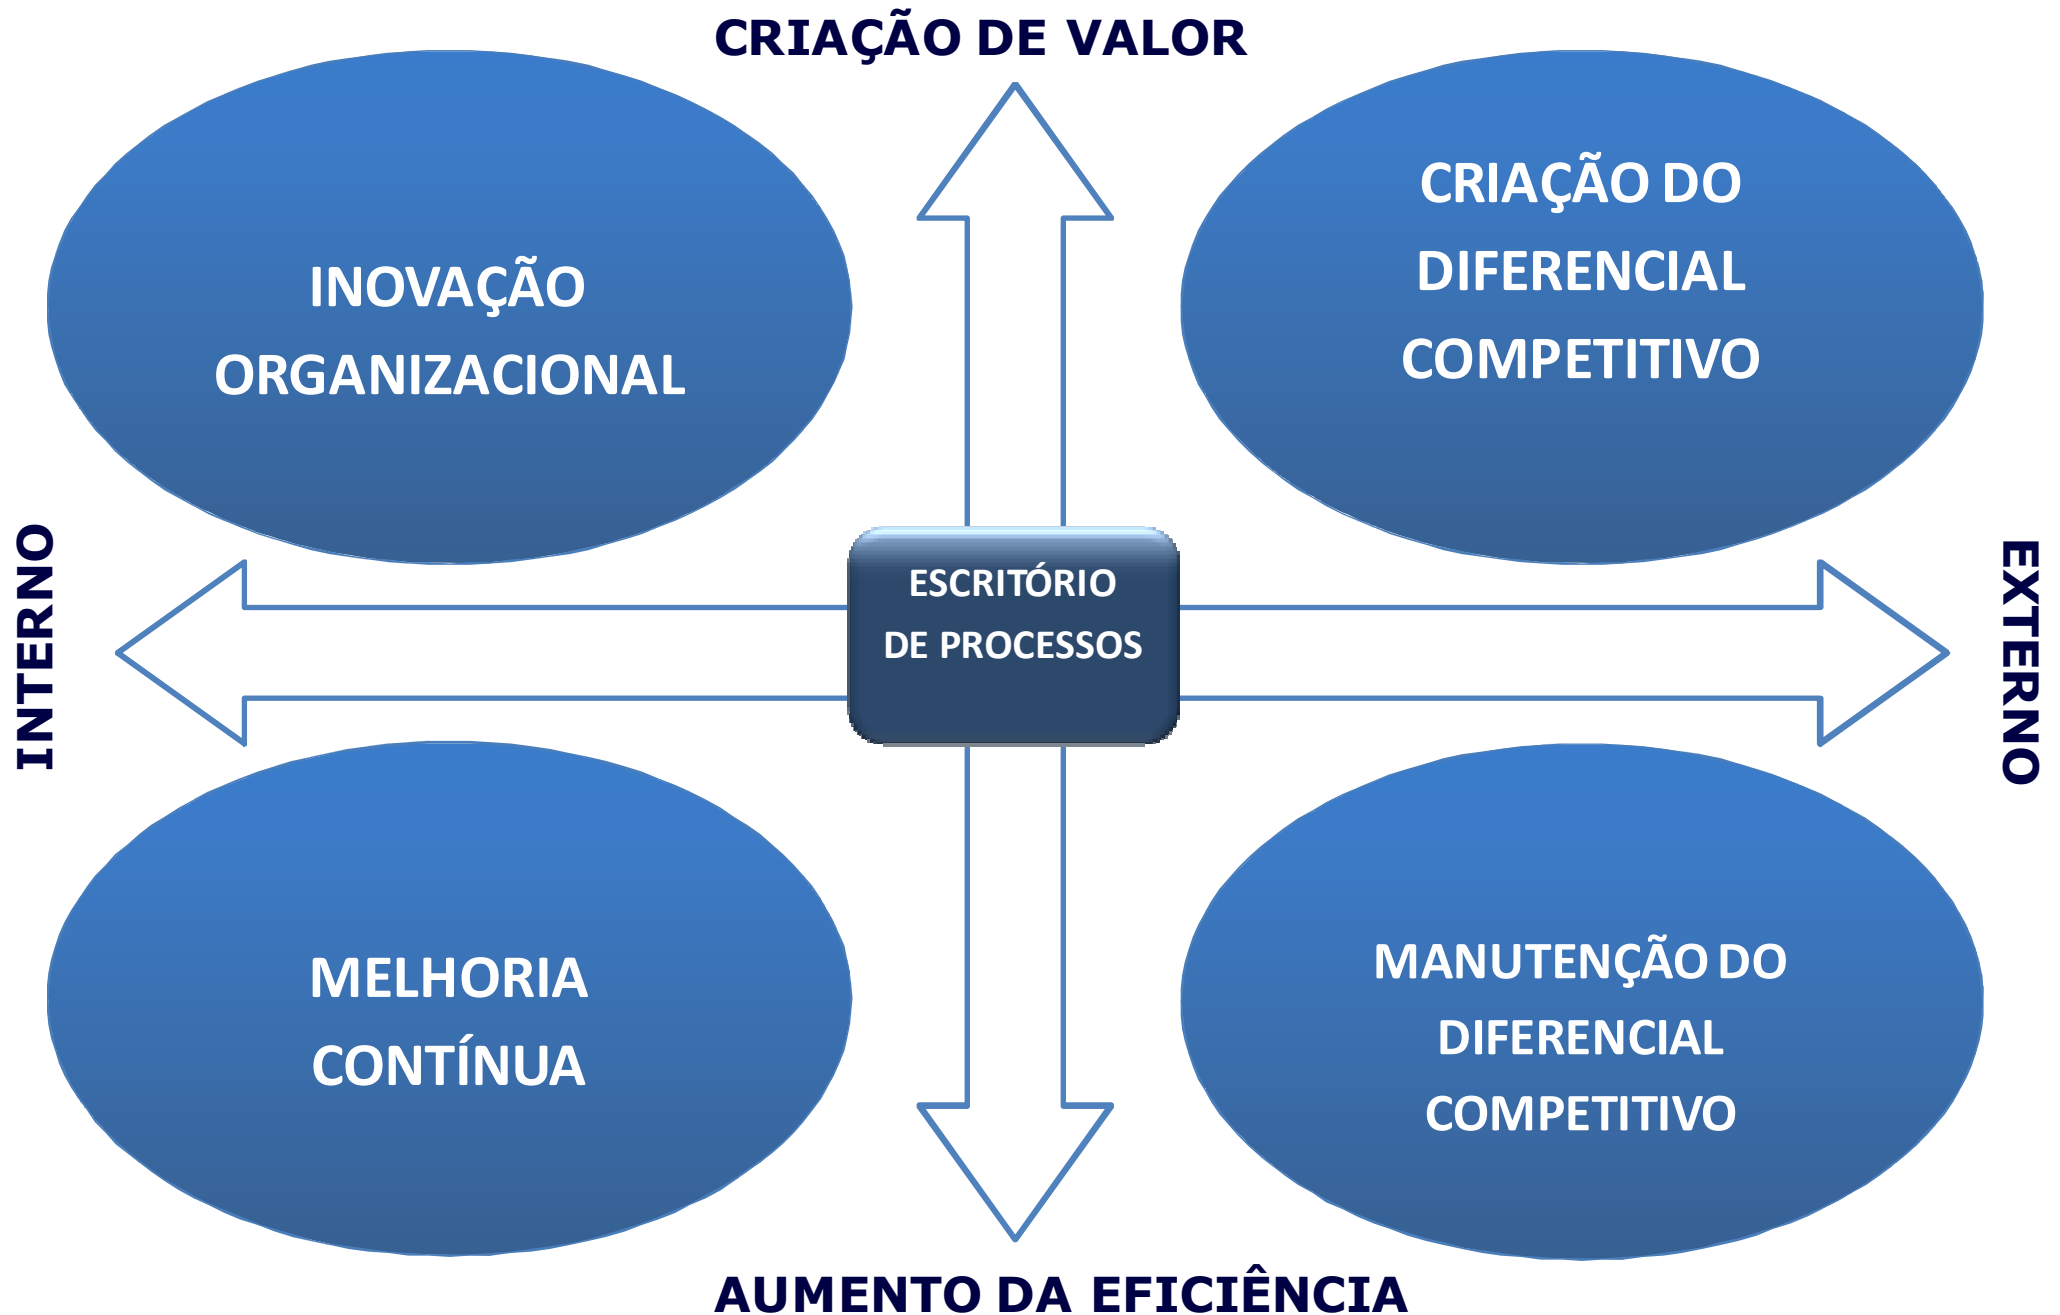 CRIAÇÃO DE VALOR
INOVAÇÃO
ORGANIZACIONAL
CRIAÇÃO DO
DIFERENCIAL
COMPETITIVO
INTERNO
ESCRITÓRIO
DE PROCESSOS
EXTERNO
MELHORIA
CONTÍNUA
MANUTENÇÃO DO
DIFERENCIAL
COMPETITIVO
AUMENTO DA EFICIÊNCIA